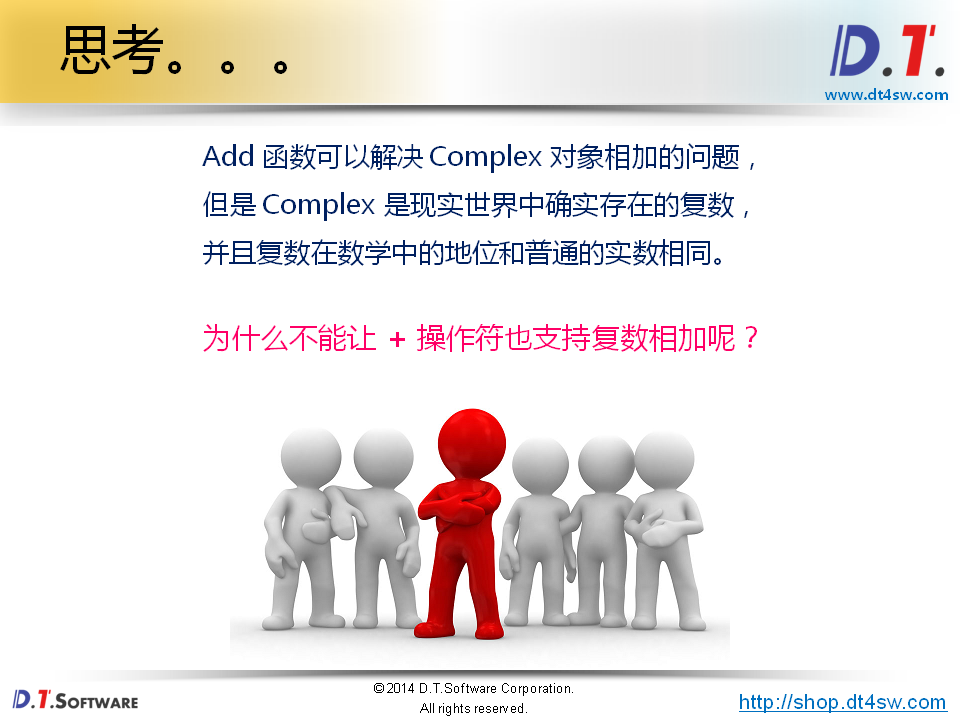 思考。。。
D.T.
www.dt4sw.com
Add 函数可以解决 Complex 对象相加的问题，
但是 Complex 是现实世界中确实存在的复数，
并且复数在数学中的地位和普通的实数相同。
为什么不能让 + 操作符也支持复数相加呢？
D.T.SOFTWARE
©2014 D.T.Software Corporation.
All rights reserved.
http://shop.dt4sw.com